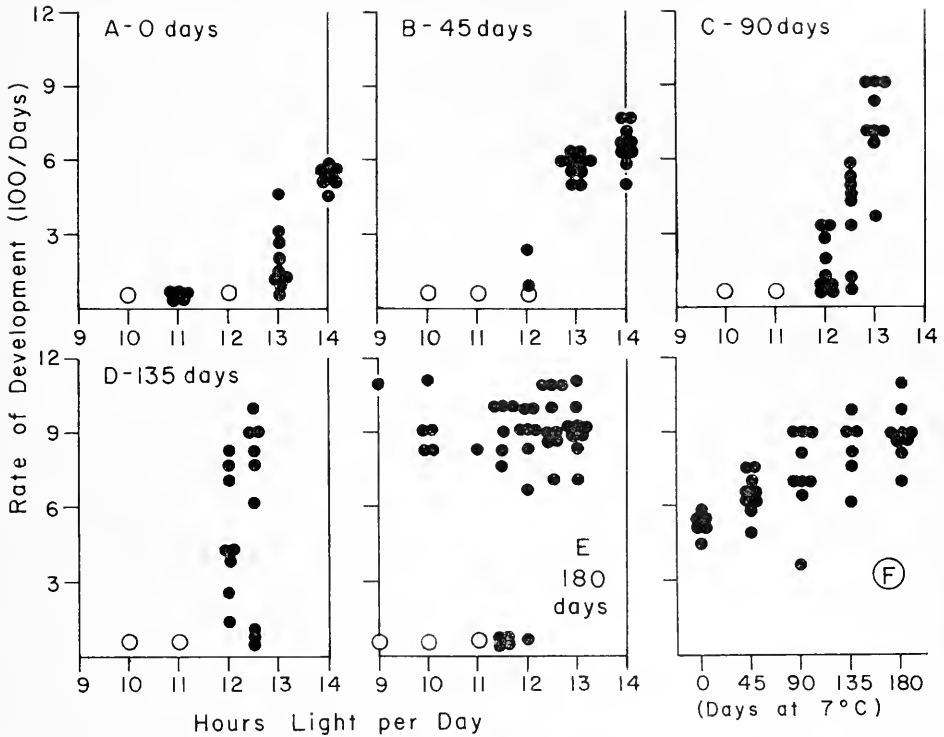 Rate of Development (100/Days)
12
9
6
3
A-0 days
9 10 11 12 13 14
B-45 days
9 10 11 12 13 14
C-90 days
9 10 11 12 13 14
12
9
6
3
D-135 days
9 10 11 12 13 14
E
180
days
9 10 11 12 13 14
F
0 45 90 135 180
(Days at 7°C)
Hours Light per Day